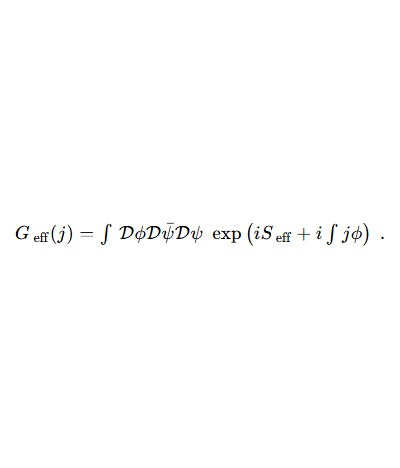 G_eff(j) = ∫ 𝒟ϕ𝒟ψ̄𝒟ψ exp(iS_eff + i∫jϕ) .